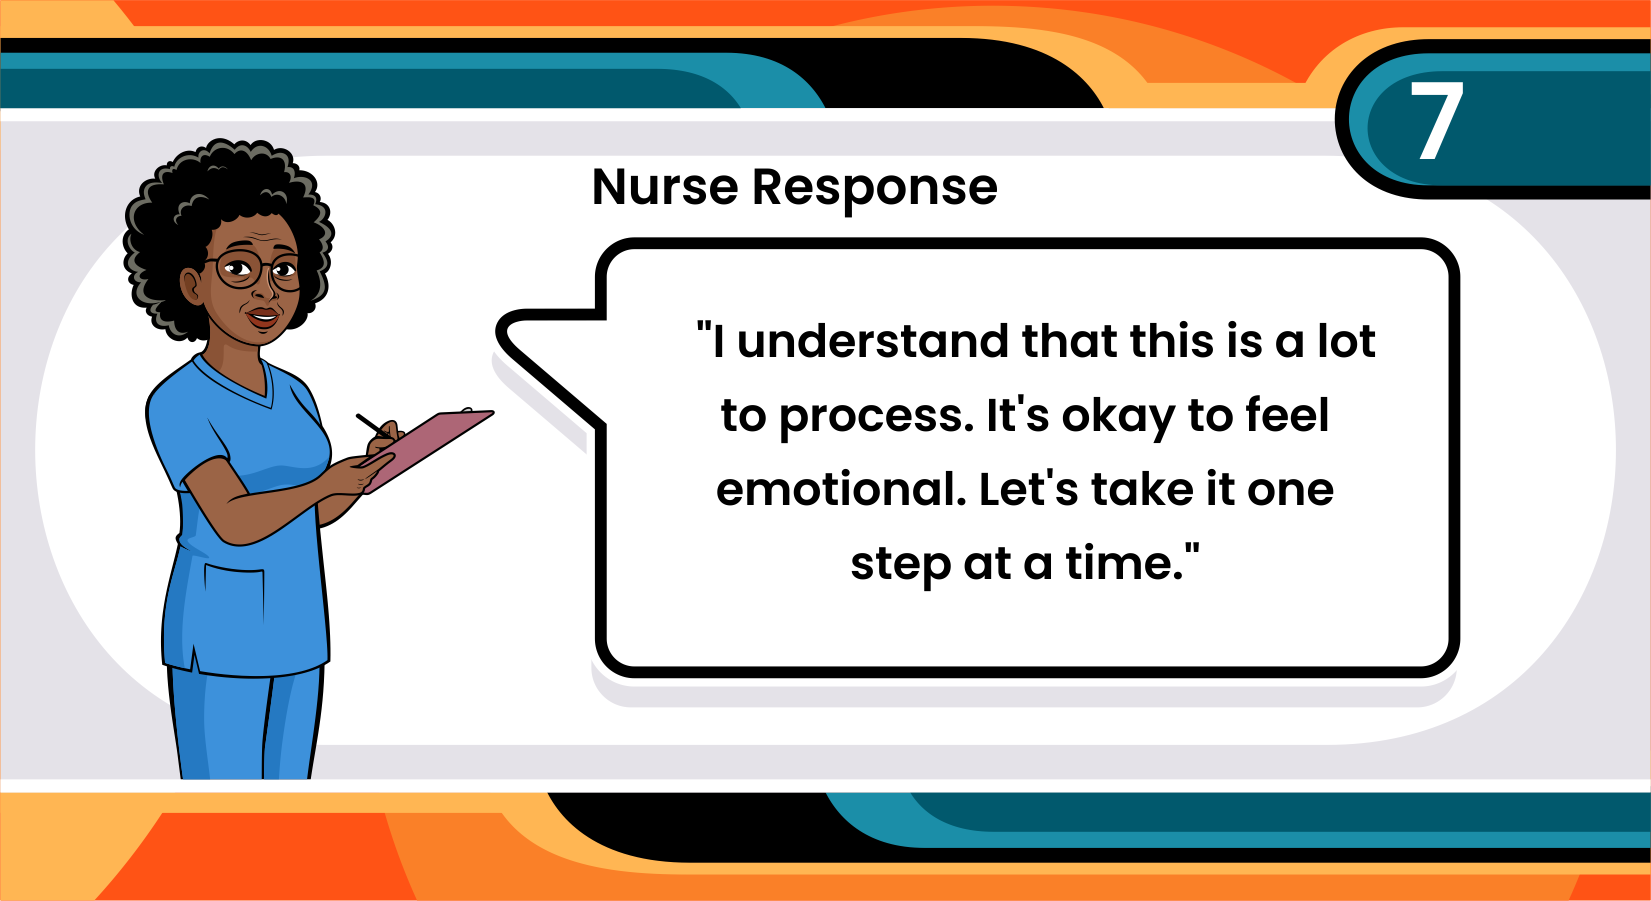 7
Nurse Response
"I understand that this is a lot
to process. It's okay to feel
emotional. Let's take it one
step at a time."